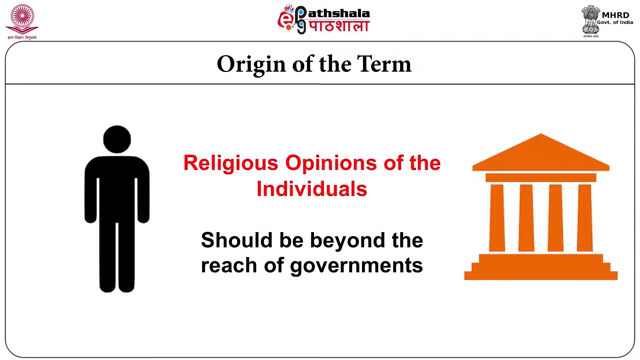 ePathshala
पाठशाला
MHRD
Govt. of India
Origin of the Term
Religious Opinions of the
Individuals
Should be beyond the
reach of governments